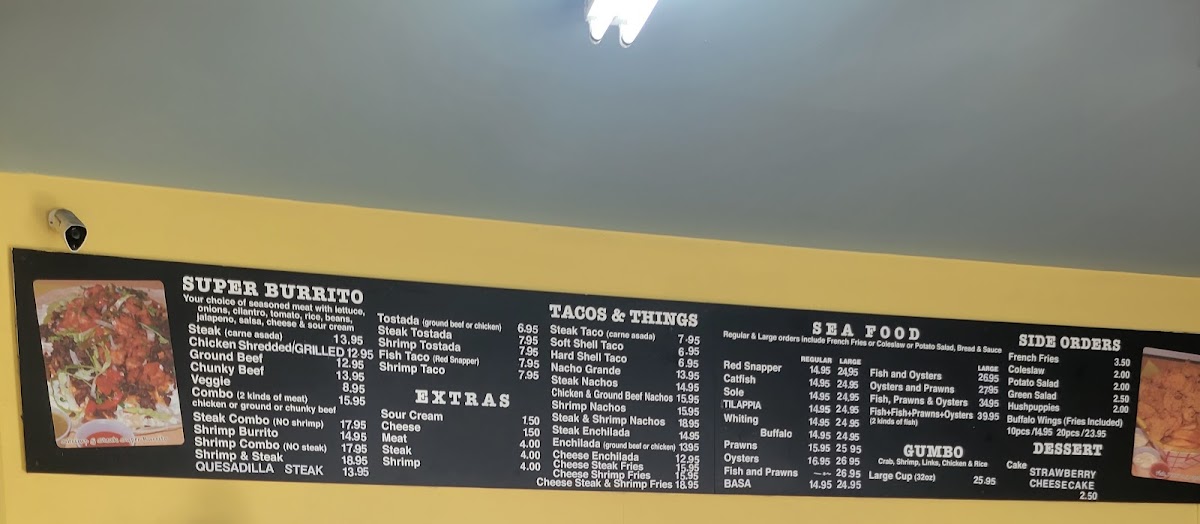 SUPER BURRITO
Your choice of seasoned meat with lettuce,
onions, cilantro, tomato, rice, beans,
jalapeno, salsa, cheese & sour cream
Steak (carne asada) 13.95
Chicken Shredded/GRILLED 12.95
Ground Beef 12.95
Chunky Beef 13.95
Veggie 8.95
Combo (2 kinds of meat) 15.95
chicken or ground or chunky beef
Steak Combo (NO shrimp) 17.95
Shrimp Burrito 14.95
Shrimp Combo (NO steak) 17.95
Shrimp & Steak 18.95
QUESADILLA STEAK 13.95
Tostada (ground beef or chicken) 6.95
Steak Tostada 7.95
Shrimp Tostada 7.95
Fish Taco (Red Snapper) 7.95
Shrimp Taco 7.95
EXTRAS
Sour Cream 1.50
Cheese 1.50
Meat 4.00
Steak 4.00
Shrimp 4.00
TACOS & THINGS
Steak Taco (carne asada) 7.95
Soft Shell Taco 6.95
Hard Shell Taco 6.95
Nacho Grande 13.95
Steak Nachos 14.95
Chicken & Ground Beef Nachos 15.95
Shrimp Nachos 15.95
Steak & Shrimp Nachos 18.95
Steak Enchilada 14.95
Enchilada (ground beef or chicken) 13.95
Cheese Enchilada 12.95
Cheese Steak Fries 15.95
Cheese Shrimp Fries 15.95
Cheese Steak & Shrimp Fries 18.95
SEA FOOD
Regular & Large orders include French Fries or Coleslaw or Potato Salad, Bread & Sauce
REGULAR LARGE
Red Snapper 14.95 24.95
Catfish 14.95 24.95
Sole 14.95 24.95
TILAPPIA 14.95 24.95
Whiting 14.95 24.95
Buffalo 14.95 24.95
Prawns 15.95 25.95
Oysters 16.95 26.95
Fish and Prawns 26.95
BASA 14.95 24.95
LARGE
Fish and Oysters 26.95
Oysters and Prawns 27.95
Fish, Prawns & Oysters 34.95
Fish+Fish+Prawns+Oysters 39.95
(2 kinds of fish)
GUMBO
Crab, Shrimp, Links, Chicken & Rice
Large Cup (32oz) 25.95
SIDE ORDERS
French Fries 3.50
Coleslaw 2.00
Potato Salad 2.00
Green Salad 2.50
Hushpuppies 2.00
Buffalo Wings (Fries Included)
10pcs /14.95 20pcs / 23.95
DESSERT
Cake
STRAWBERRY
CHEESECAKE
2.50